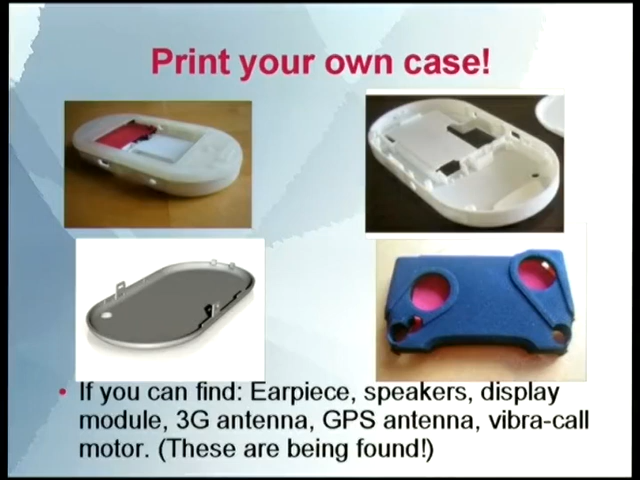 Print your own case!
• If you can find: Earpiece, speakers, display
module, 3G antenna, GPS antenna, vibra-call
motor. (These are being found!)